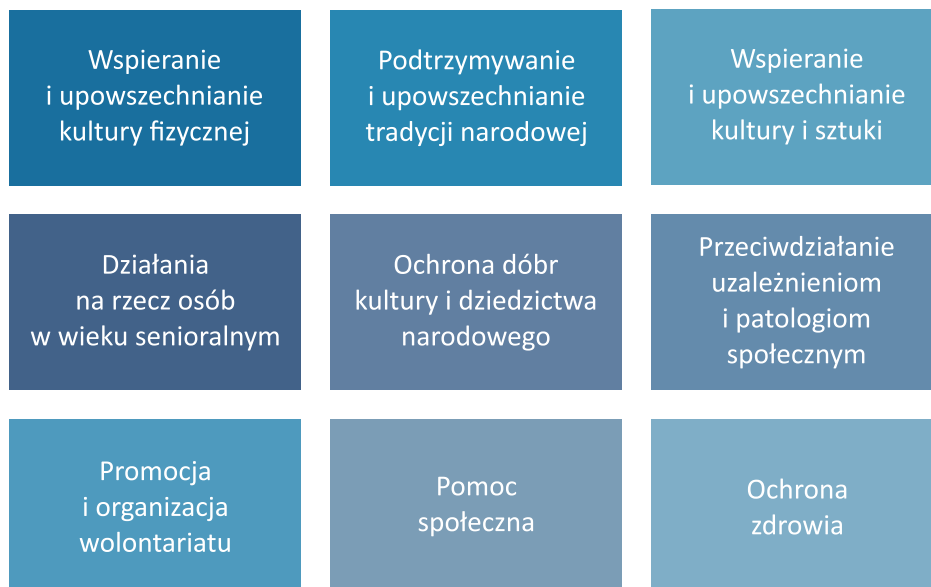 Wspieranie
i upowszechnianie
kultury fizycznej
Podtrzymywanie
i upowszechnianie
tradycji narodowej
Wspieranie
i upowszechnianie
kultury i sztuki
Działania
na rzecz osób
w wieku senioralnym
Ochrona dóbr
kultury i dziedzictwa
narodowego
Przeciwdziałanie
uzależnieniom
i patologiom
społecznym
Promocja
i organizacja
wolontariatu
Pomoc
społeczna
Ochrona
zdrowia